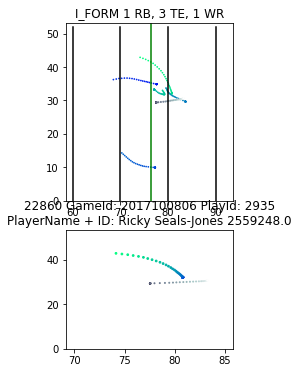 I_FORM 1 RB, 3 TE, 1 WR
50
40
30
20
10
0
60 70 80 90
22860 GameId: 2017100806 PlayId: 2935
PlayerName + ID: Ricky Seals-Jones 2559248.0
40
20
0
70 75 80 85